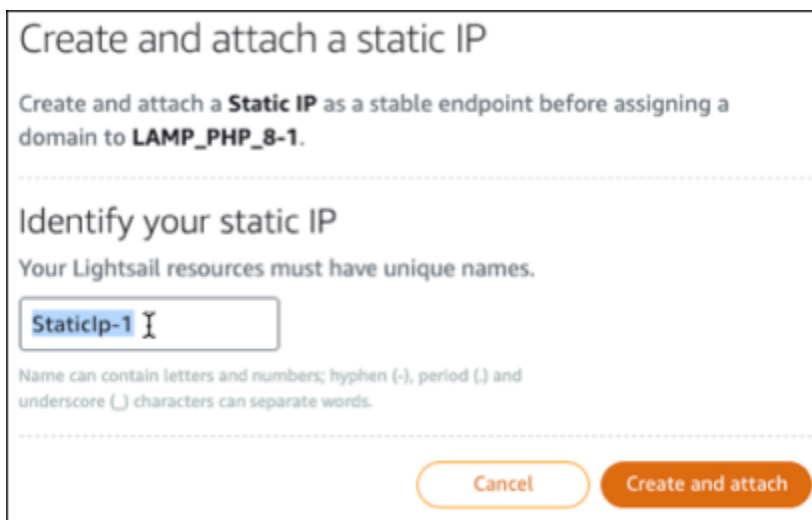 Create and attach a static IP
Create and attach a Static IP as a stable endpoint before assigning a
domain to LAMP_PHP_8-1.
Identify your static IP
Your Lightsail resources must have unique names.
StaticIp-1
Name can contain letters and numbers; hyphen (-), period (.) and
underscore (_) characters can separate words.
Cancel
Create and attach